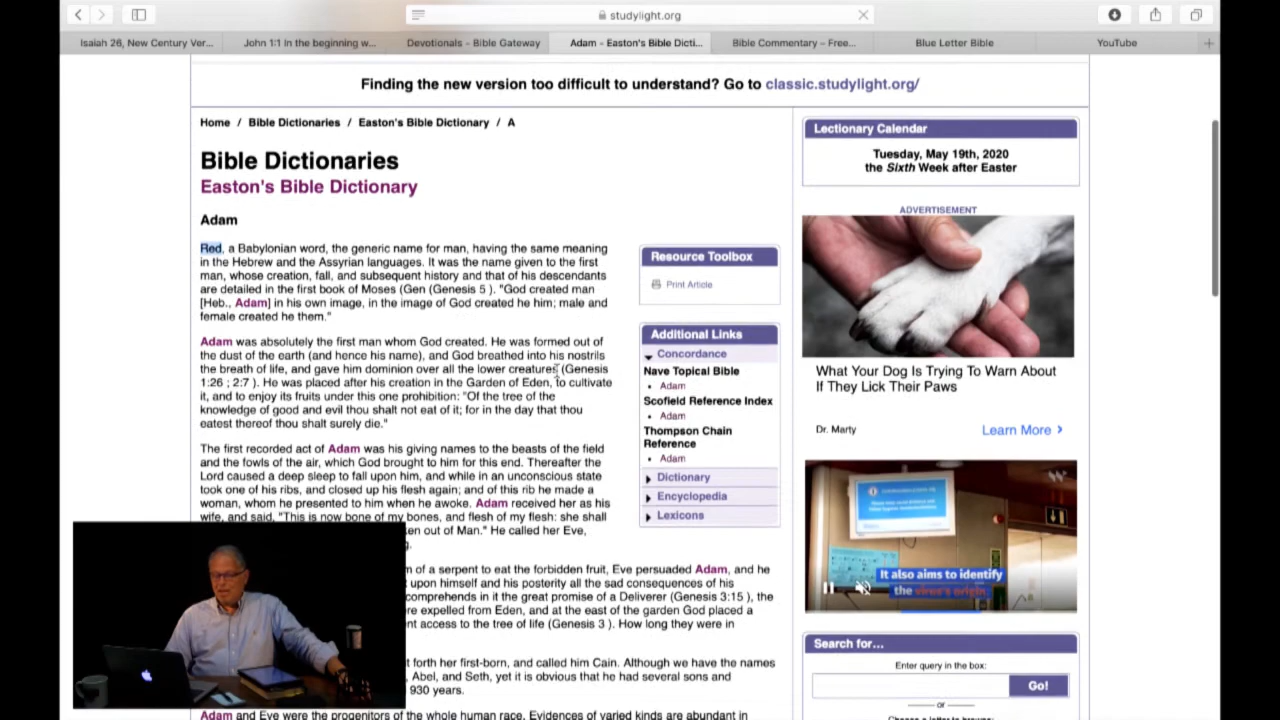 studylight.org
Isaiah 26, New Century Ver...
John 1:1 In the beginning w...
Devotionals – Bible Gateway
Adam - Easton's Bible Dicti...
Bible Commentary – Free...
Blue Letter Bible
YouTube
Finding the new version too difficult to understand? Go to classic.studylight.org/
Home / Bible Dictionaries / Easton's Bible Dictionary / A
Bible Dictionaries
Easton's Bible Dictionary
Adam
Red, a Babylonian word, the generic name for man, having the same meaning
in the Hebrew and the Assyrian languages. It was the name given to the first
man, whose creation, fall, and subsequent history and that of his descendants
are detailed in the first book of Moses (Gen (Genesis 5 ). "God created man
[Heb., Adam] in his own image, in the image of God created he him; male and
female created he them."
Adam was absolutely the first man whom God created. He was formed out of
the dust of the earth (and hence his name), and God breathed into his nostrils
the breath of life, and gave him dominion over all the lower creatures (Genesis
1:26 ; 2:7 ). He was placed after his creation in the Garden of Eden, to cultivate
it, and to enjoy its fruits under this one prohibition: "Of the tree of the
knowledge of good and evil thou shalt not eat of it; for in the day that thou
eatest thereof thou shalt surely die."
The first recorded act of Adam was his giving names to the beasts of the field
and the fowls of the air, which God brought to him for this end. Thereafter the
Lord caused a deep sleep to fall upon him, and while in an unconscious state
took one of his ribs, and closed up his flesh again; and of this rib he made a
woman, whom he presented to him when he awoke. Adam received her as his
wife, and said, "This is now bone of my bones, and flesh of my flesh: she shall
en out of Man." He called her Eve,
g.
m of a serpent to eat the forbidden fruit, Eve persuaded Adam, and he
upon himself and his posterity all the sad consequences of his
comprehends in it the great promise of a Deliverer (Genesis 3:15 ), the
re expelled from Eden, and at the east of the garden God placed a
nt access to the tree of life (Genesis 3 ). How long they were in
t forth her first-born, and called him Cain. Although we have the names
, Abel, and Seth, yet it is obvious that he had several sons and
930 years.
Adam and Eve were the progenitors of the whole human race. Evidences of varied kinds are abundant in
Resource Toolbox
Print Article
Additional Links
Concordance
Nave Topical Bible
• Adam
Scofield Reference Index
• Adam
Thompson Chain
Reference
• Adam
Dictionary
Encyclopedia
Lexicons
Lectionary Calendar
Tuesday, May 19th, 2020
the Sixth Week after Easter
ADVERTISEMENT
What Your Dog Is Trying To Warn About
If They Lick Their Paws
Dr. Marty
Learn More
It also aims to identify
the virus's origin.
Search for...
Enter query in the box:
Go!
or
Choose a letter to browse: